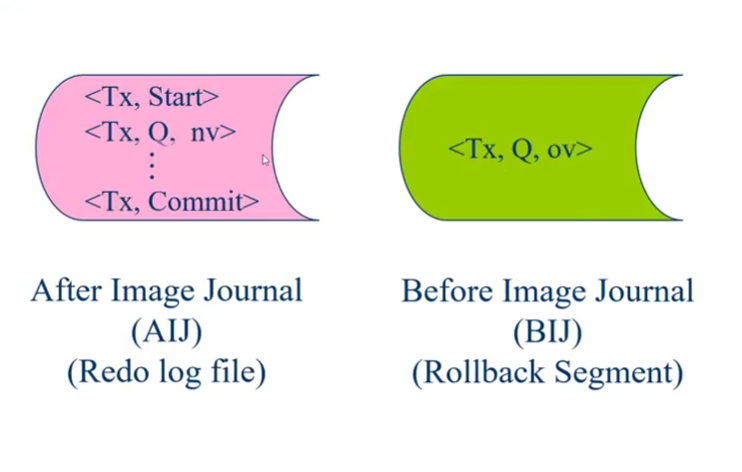 <Tx, Start>
<Tx, Q, nv>
⋮
<Tx, Commit>
After Image Journal
(AIJ)
(Redo log file)
<Tx, Q, ov>
Before Image Journal
(BIJ)
(Rollback Segment)